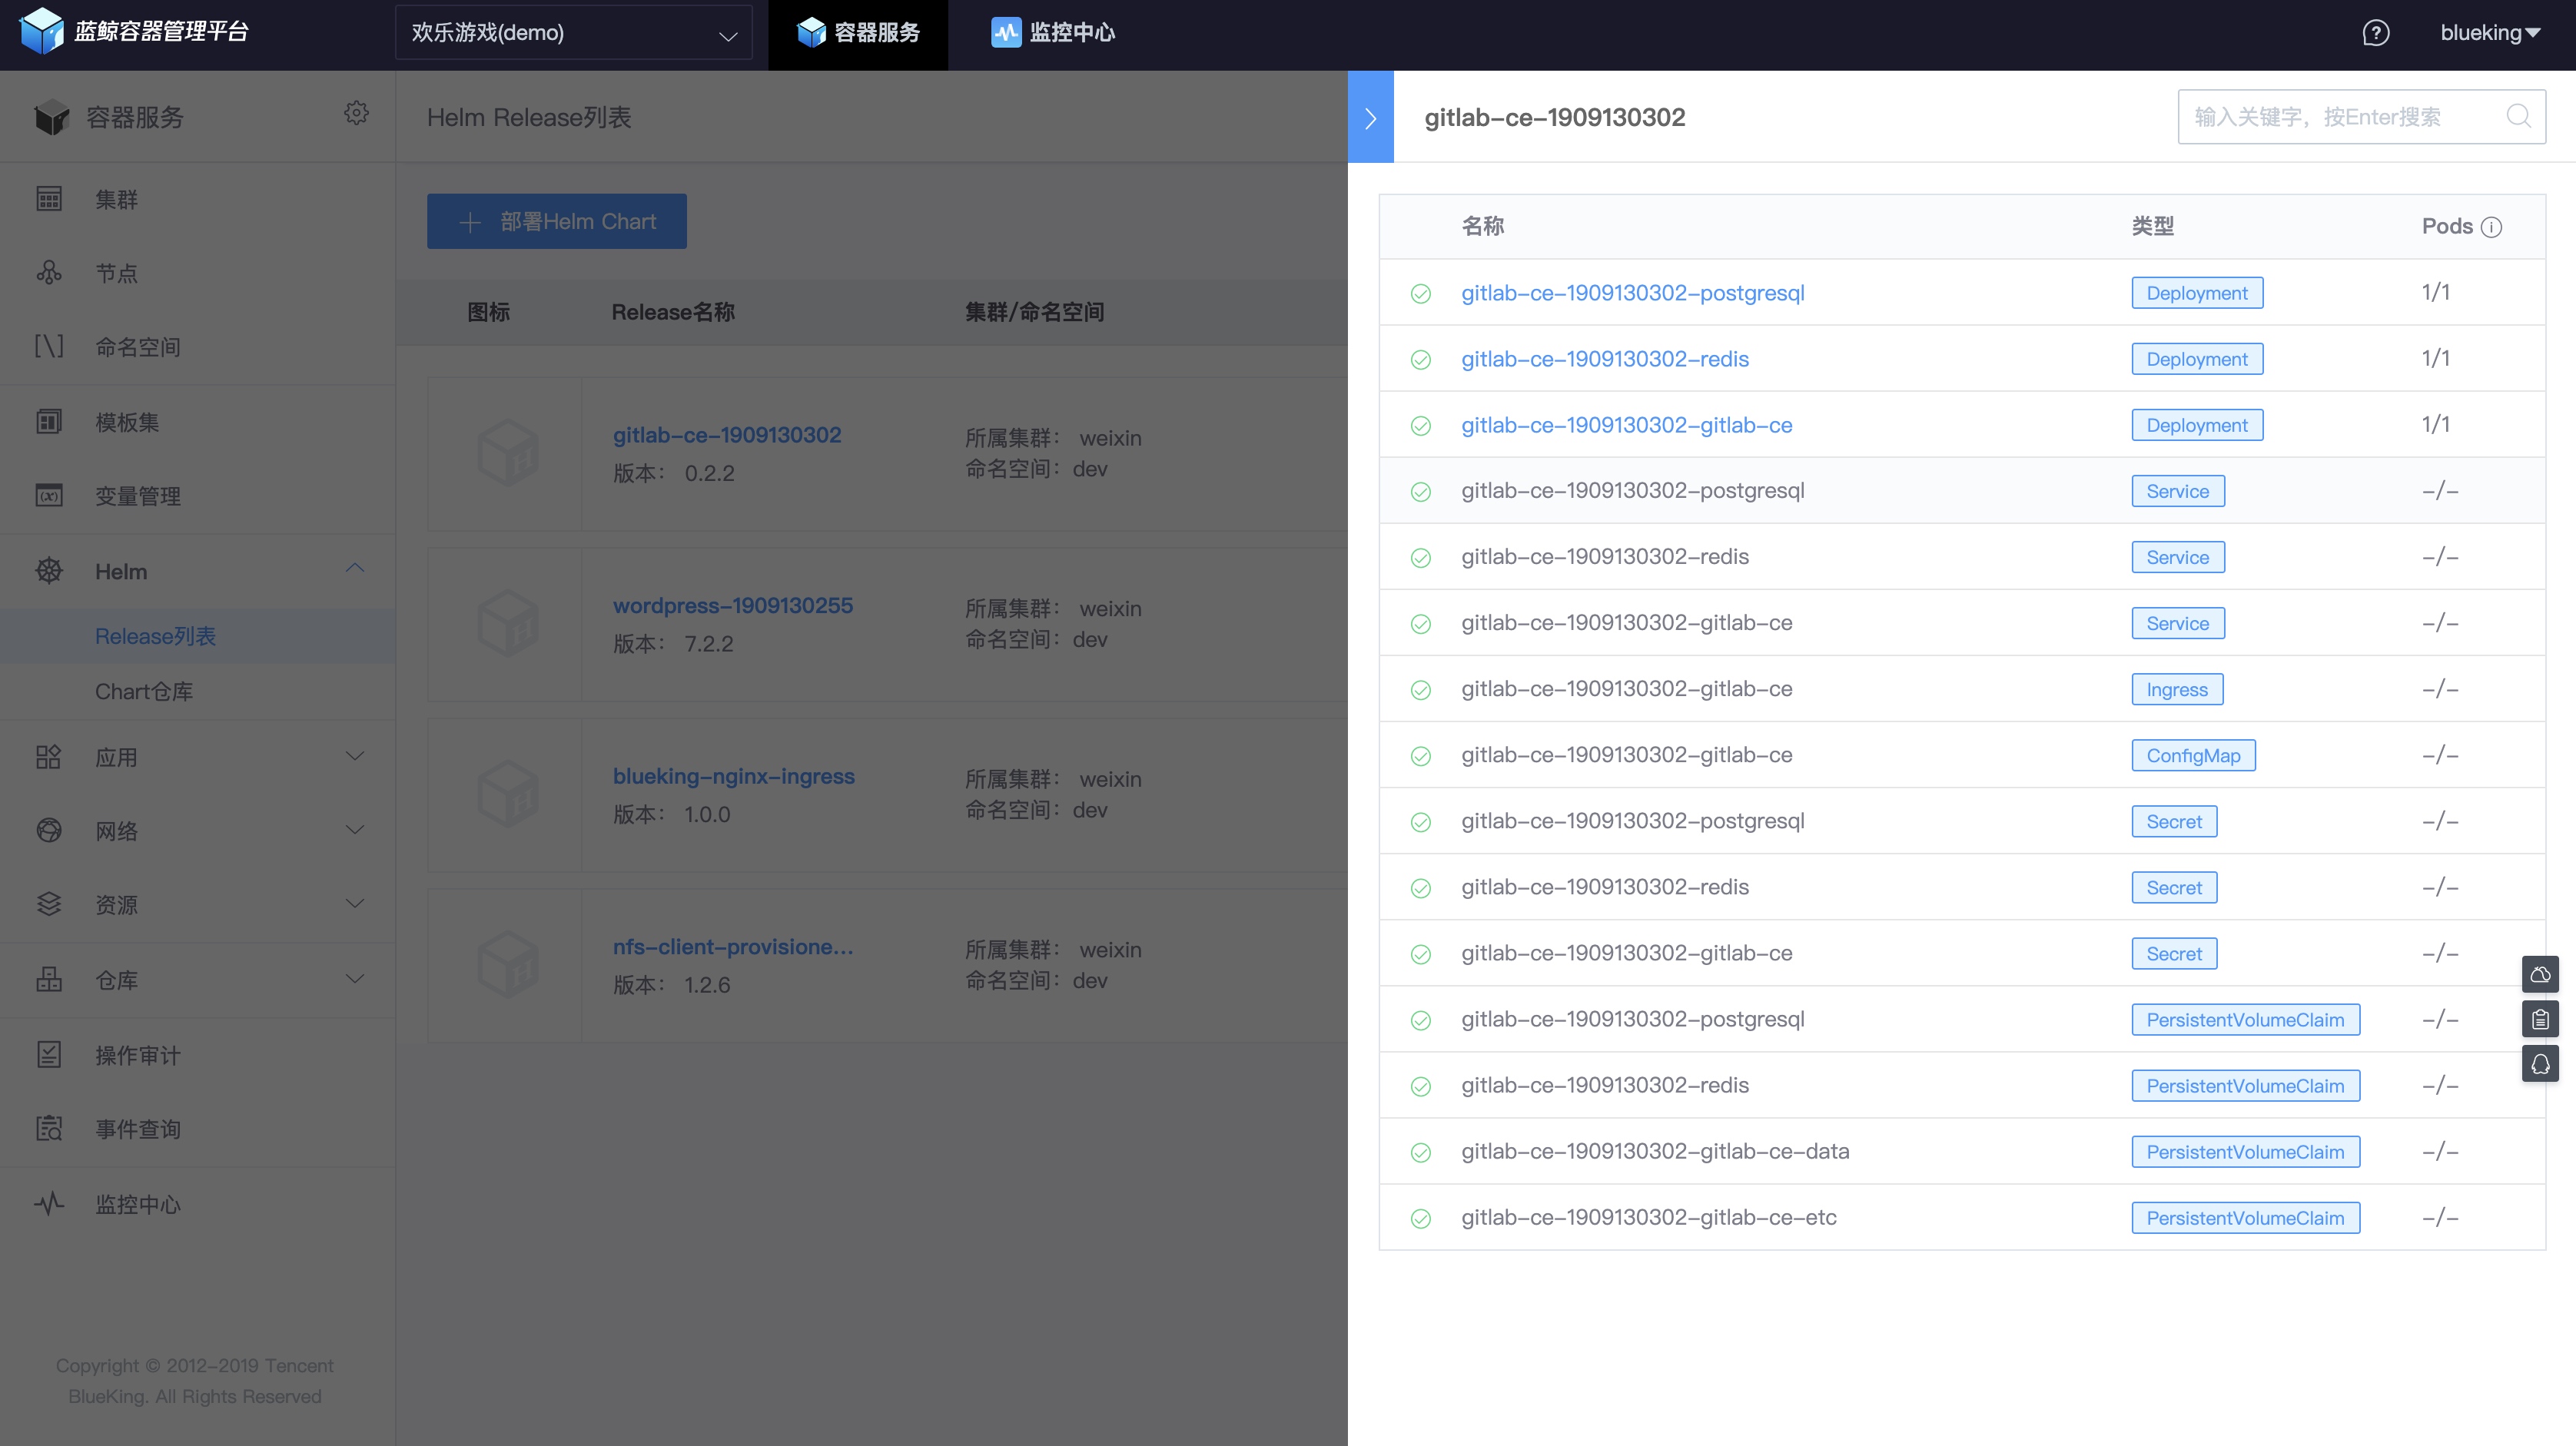 蓝鲸容器管理平台
欢乐游戏(demo)
容器服务
监控中心
blueking
容器服务
集群
节点
[\] 命名空间
模板集
变量管理
Helm
Release列表
Chart仓库
应用
网络
资源
仓库
操作审计
事件查询
监控中心
Copyright © 2012-2019 Tencent
BlueKing. All Rights Reserved
Helm Release列表
部署Helm Chart
图标 Release名称 集群/命名空间
gitlab-ce-1909130302
版本： 0.2.2
所属集群： weixin
命名空间：dev
wordpress-1909130255
版本： 7.2.2
所属集群： weixin
命名空间：dev
blueking-nginx-ingress
版本： 1.0.0
所属集群： weixin
命名空间：dev
nfs-client-provisione...
版本： 1.2.6
所属集群： weixin
命名空间：dev
gitlab-ce-1909130302
输入关键字，按Enter搜索
名称 类型 Pods
gitlab-ce-1909130302-postgresql Deployment 1/1
gitlab-ce-1909130302-redis Deployment 1/1
gitlab-ce-1909130302-gitlab-ce Deployment 1/1
gitlab-ce-1909130302-postgresql Service -/-
gitlab-ce-1909130302-redis Service -/-
gitlab-ce-1909130302-gitlab-ce Service -/-
gitlab-ce-1909130302-gitlab-ce Ingress -/-
gitlab-ce-1909130302-gitlab-ce ConfigMap -/-
gitlab-ce-1909130302-postgresql Secret -/-
gitlab-ce-1909130302-redis Secret -/-
gitlab-ce-1909130302-gitlab-ce Secret -/-
gitlab-ce-1909130302-postgresql PersistentVolumeClaim -/-
gitlab-ce-1909130302-redis PersistentVolumeClaim -/-
gitlab-ce-1909130302-gitlab-ce-data PersistentVolumeClaim -/-
gitlab-ce-1909130302-gitlab-ce-etc PersistentVolumeClaim -/-